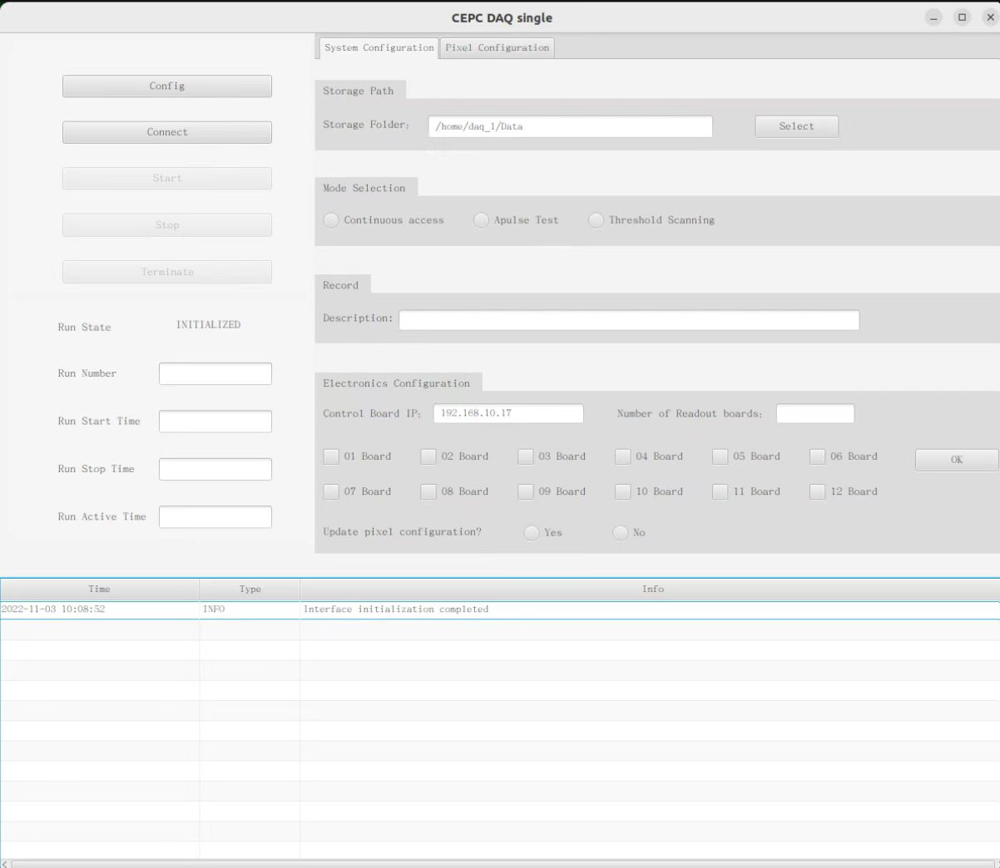 CEPC DAQ single
Config
Connect
Start
Stop
Terminate
Run State INITIALIZED
Run Number
Run Start Time
Run Stop Time
Run Active Time
System Configuration Pixel Configuration
Storage Path
Storage Folder: /home/daq_1/Data Select
Mode Selection
Continuous access Apulse Test Threshold Scanning
Record
Description:
Electronics Configuration
Control Board IP: 192.168.10.17 Number of Readout boards:
01 Board 02 Board 03 Board 04 Board 05 Board 06 Board
OK
07 Board 08 Board 09 Board 10 Board 11 Board 12 Board
Update pixel configuration? Yes No
Time Type Info
2022-11-03 10:08:52 INFO Interface initialization completed